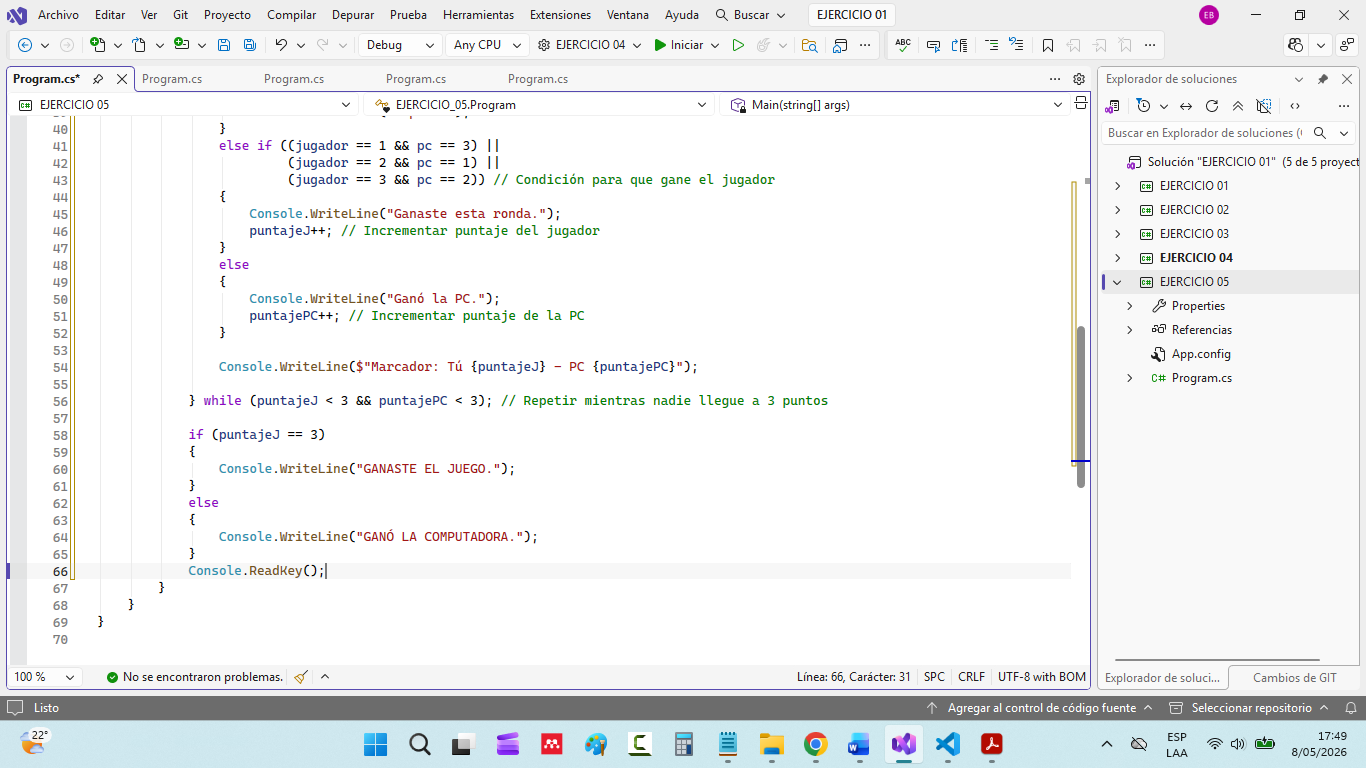 Archivo Editar Ver Git Proyecto Compilar Depurar Prueba Herramientas Extensiones Ventana Ayuda Buscar EJERCICIO 01 EB
Debug Any CPU EJERCICIO 04 Iniciar
Program.cs* Program.cs Program.cs Program.cs Program.cs
EJERCICIO 05 EJERCICIO_05.Program Main(string[] args)
40 }
41 else if ((jugador == 1 && pc == 3) ||
42 (jugador == 2 && pc == 1) ||
43 (jugador == 3 && pc == 2)) // Condición para que gane el jugador
44 {
45 Console.WriteLine("Ganaste esta ronda.");
46 puntajeJ++; // Incrementar puntaje del jugador
47 }
48 else
49 {
50 Console.WriteLine("Ganó la PC.");
51 puntajePC++; // Incrementar puntaje de la PC
52 }
53
54 Console.WriteLine($"Marcador: Tú {puntajeJ} - PC {puntajePC}");
55
56 } while (puntajeJ < 3 && puntajePC < 3); // Repetir mientras nadie llegue a 3 puntos
57
58 if (puntajeJ == 3)
59 {
60 Console.WriteLine("GANASTE EL JUEGO.");
61 }
62 else
63 {
64 Console.WriteLine("GANÓ LA COMPUTADORA.");
65 }
66 Console.ReadKey();
67 }
68 }
69 }
70
100 % No se encontraron problemas. Línea: 66, Carácter: 31 SPC CRLF UTF-8 with BOM
Explorador de soluciones
Buscar en Explorador de soluciones (
Solución "EJERCICIO 01" (5 de 5 proyect
EJERCICIO 01
EJERCICIO 02
EJERCICIO 03
EJERCICIO 04
EJERCICIO 05
Properties
Referencias
App.config
C# Program.cs
Explorador de soluci... Cambios de GIT
Listo Agregar al control de código fuente Seleccionar repositorio
22° ESP LAA 17:49 8/05/2026